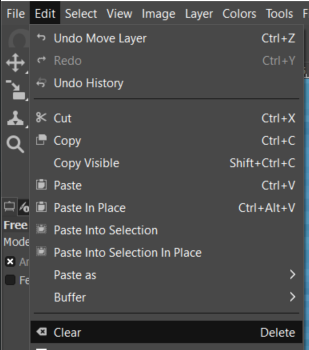 File Edit Select View Image Layer Colors Tools F
Undo Move Layer Ctrl+Z
Redo Ctrl+Y
Undo History
Cut Ctrl+X
Copy Ctrl+C
Copy Visible Shift+Ctrl+C
Paste Ctrl+V
Paste In Place Ctrl+Alt+V
Paste Into Selection
Free
Mode
Paste Into Selection In Place
An
Paste as
Fe
Buffer
Clear Delete